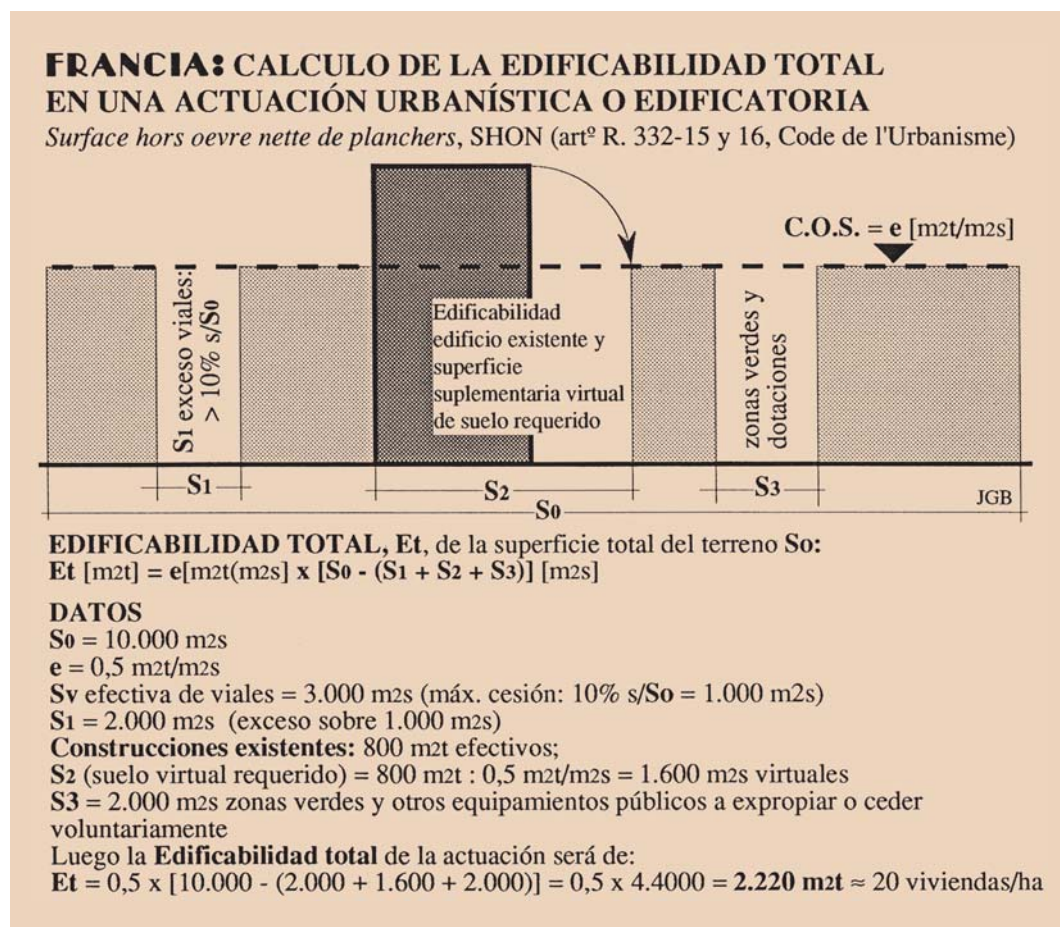 FRANCIA: CALCULO DE LA EDIFICABILIDAD TOTAL
EN UNA ACTUACIÓN URBANÍSTICA O EDIFICATORIA
Surface hors oevre nette de planchers, SHON (artº R. 332-15 y 16, Code de l'Urbanisme)
C.O.S. = e [m2t/m2s]
S1 exceso viales:
> 10% s/S0
Edificabilidad
edificio existente y
superficie
suplementaria virtual
de suelo requerido
zonas verdes y
dotaciones
S1
S2
S3
JGB
S0
EDIFICABILIDAD TOTAL, Et, de la superficie total del terreno So:
Et [m2t] = e[m2t(m2s] x [S0 - (S1 + S2 + S3)] [m2s]
DATOS
S0 = 10.000 m2s
e = 0,5 m2t/m2s
Sv efectiva de viales = 3.000 m2s (máx. cesión: 10% s/So = 1.000 m2s)
S1 = 2.000 m2s (exceso sobre 1.000 m2s)
Construcciones existentes: 800 m2t efectivos;
S2 (suelo virtual requerido) = 800 m2t : 0,5 m2t/m2s = 1.600 m2s virtuales
S3 = 2.000 m2s zonas verdes y otros equipamientos públicos a expropiar o ceder
voluntariamente
Luego la Edificabilidad total de la actuación será de:
Et = 0,5 x [10.000 - (2.000 + 1.600 + 2.000)] = 0,5 x 4.4000 = 2.220 m2t ≈ 20 viviendas/ha